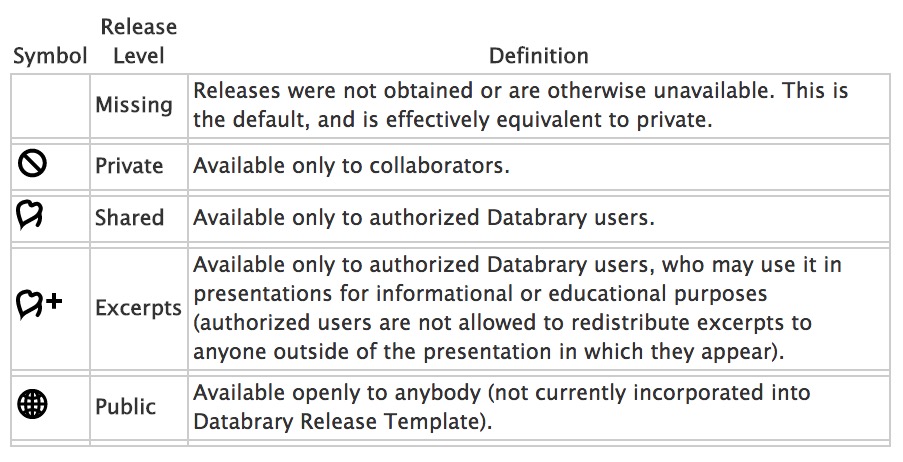 Symbol Release Level Definition
Missing Releases were not obtained or are otherwise unavailable. This is
the default, and is effectively equivalent to private.
Private Available only to collaborators.
Shared Available only to authorized Databrary users.
Available only to authorized Databrary users, who may use it in
Excerpts presentations for informational or educational purposes
(authorized users are not allowed to redistribute excerpts to
anyone outside of the presentation in which they appear).
Public Available openly to anybody (not currently incorporated into
Databrary Release Template).